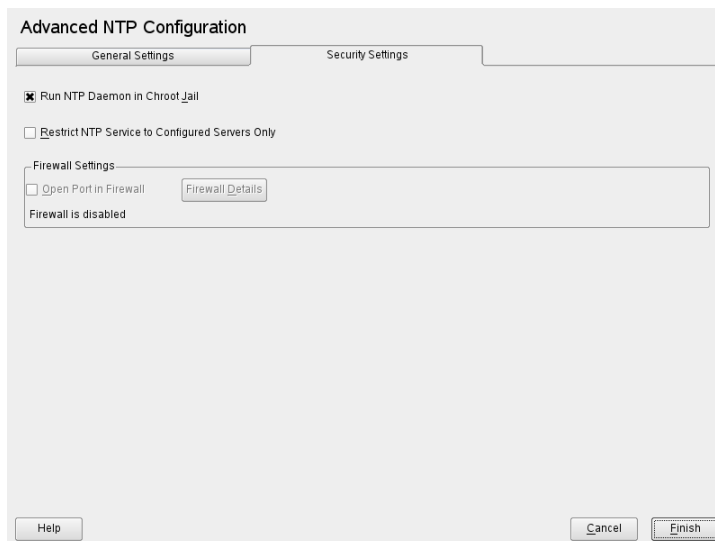 Advanced NTP Configuration
General Settings
Security Settings
Run NTP Daemon in Chroot Jail
Restrict NTP Service to Configured Servers Only
Firewall Settings
Open Port in Firewall
Firewall Details
Firewall is disabled
Help
Cancel
Finish